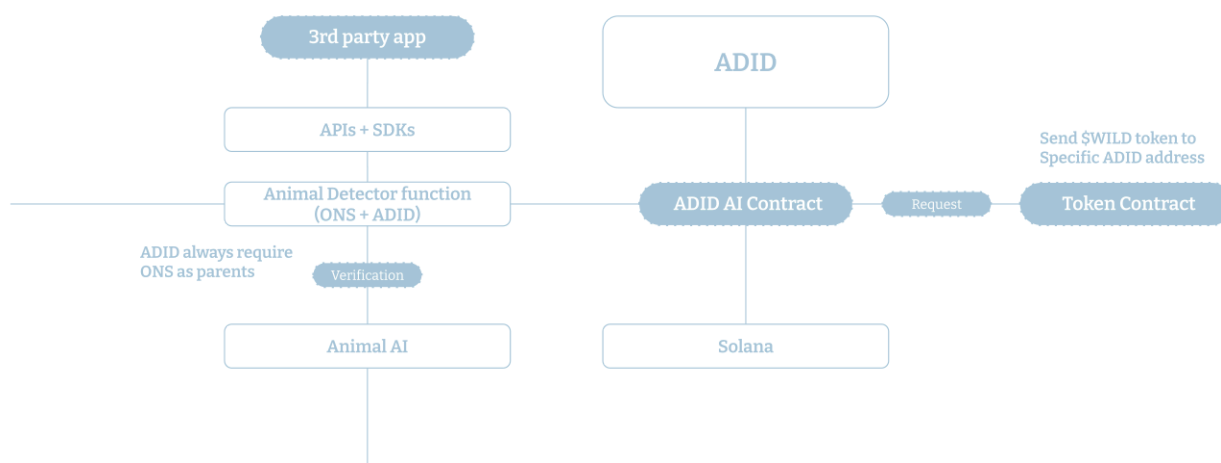 3rd party app
ADID
APIs + SDKs
Send $WILD token to
Specific ADID address
Animal Detector function
(ONS + ADID)
ADID AI Contract
Request
Token Contract
ADID always require
ONS as parents
Verification
Animal AI
Solana